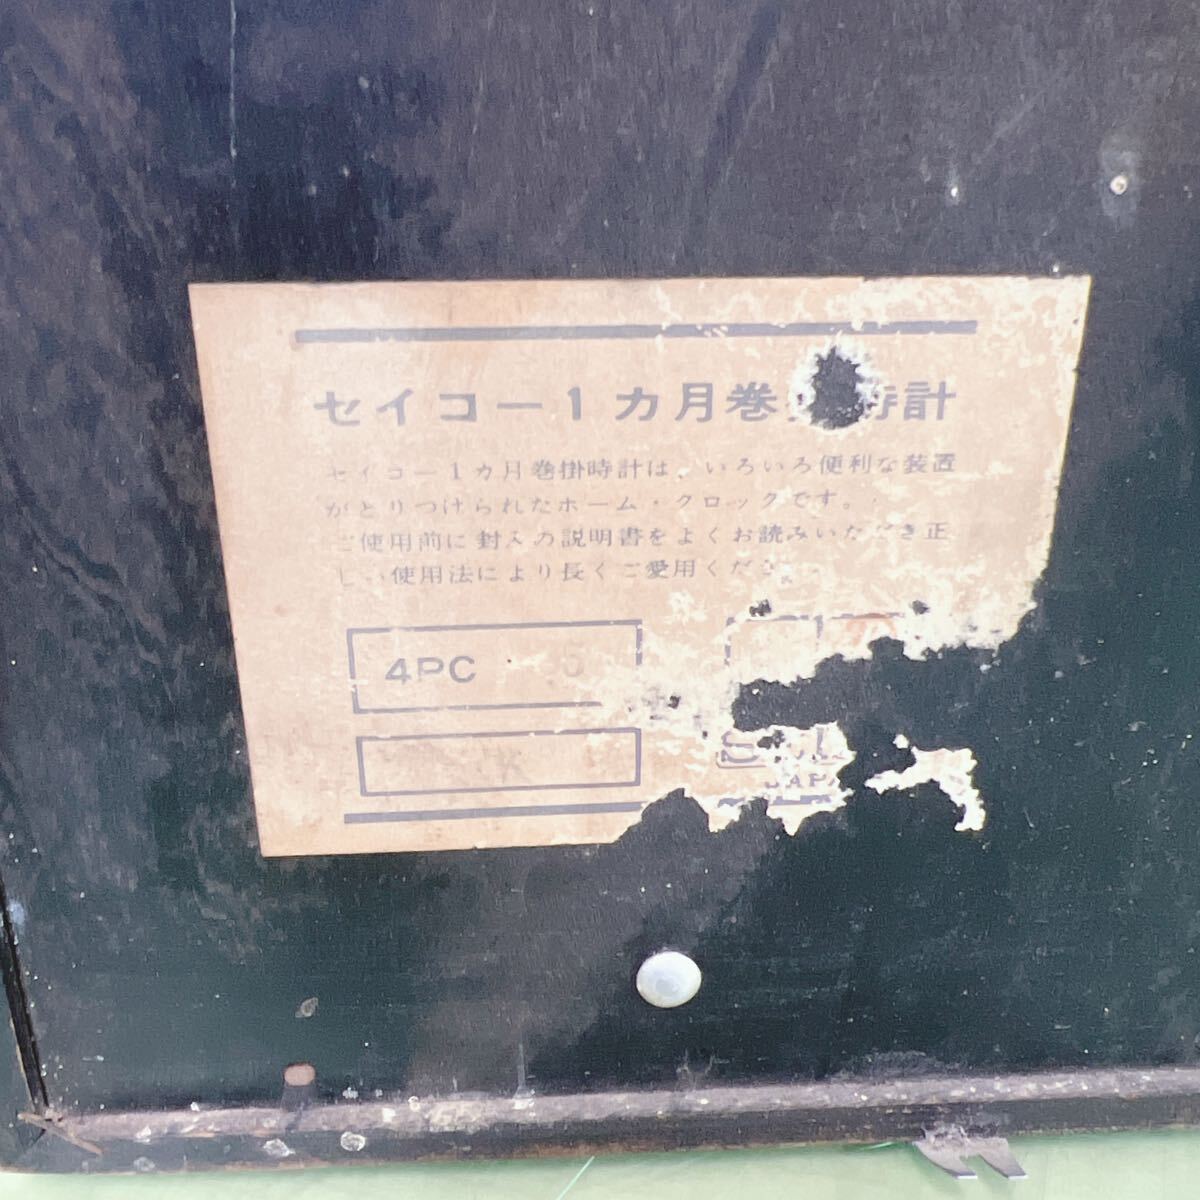 セイコー1カ月巻 時計
セイコー1カ月巻掛時計は、いろいろ便利な装置
がとりつけられたホーム・クロックです。
ご使用前に封入の説明書をよくお読みいただき正
しい使用法により長くご愛用くださ
4PC 5
K
JAPA